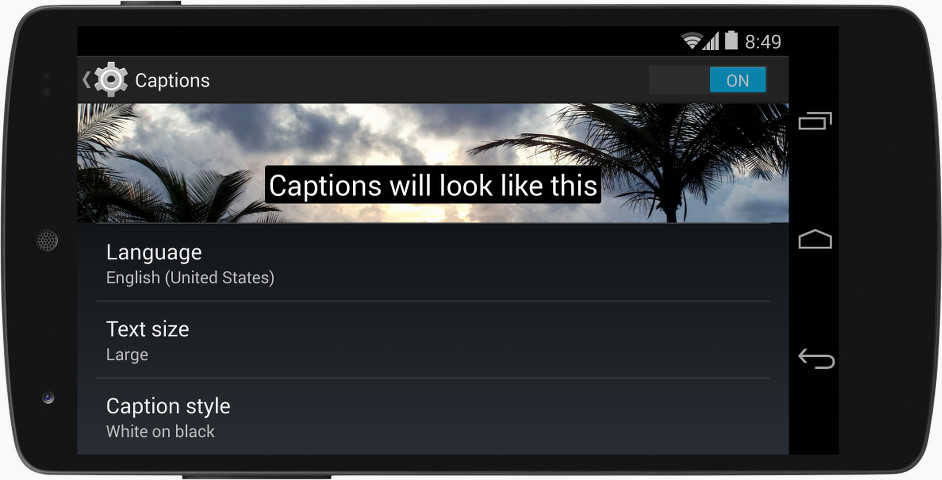 8:49
Captions
ON
Captions will look like this
Language
English (United States)
Text size
Large
Caption style
White on black